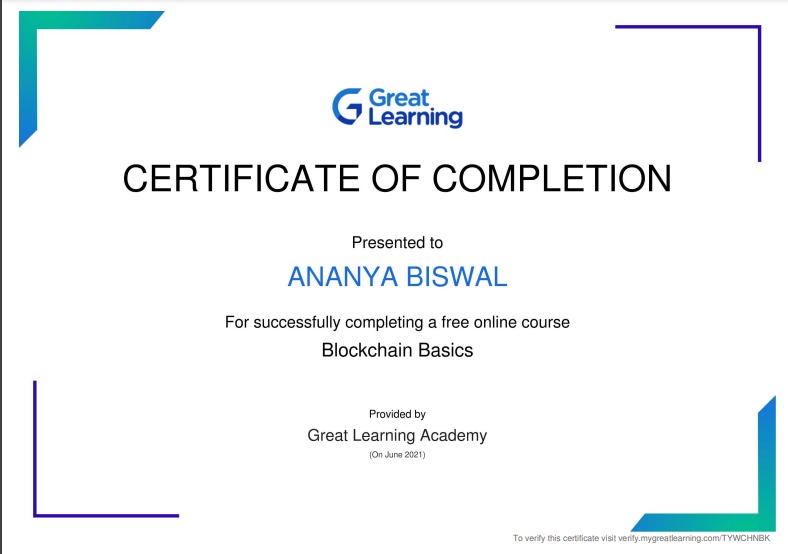 Great
Learning
CERTIFICATE OF COMPLETION
Presented to
ANANYA BISWAL
For successfully completing a free online course
Blockchain Basics
Provided by
Great Learning Academy
(On June 2021)
To verify this certificate visit verify.mygreatlearning.com/TYWCHNBK